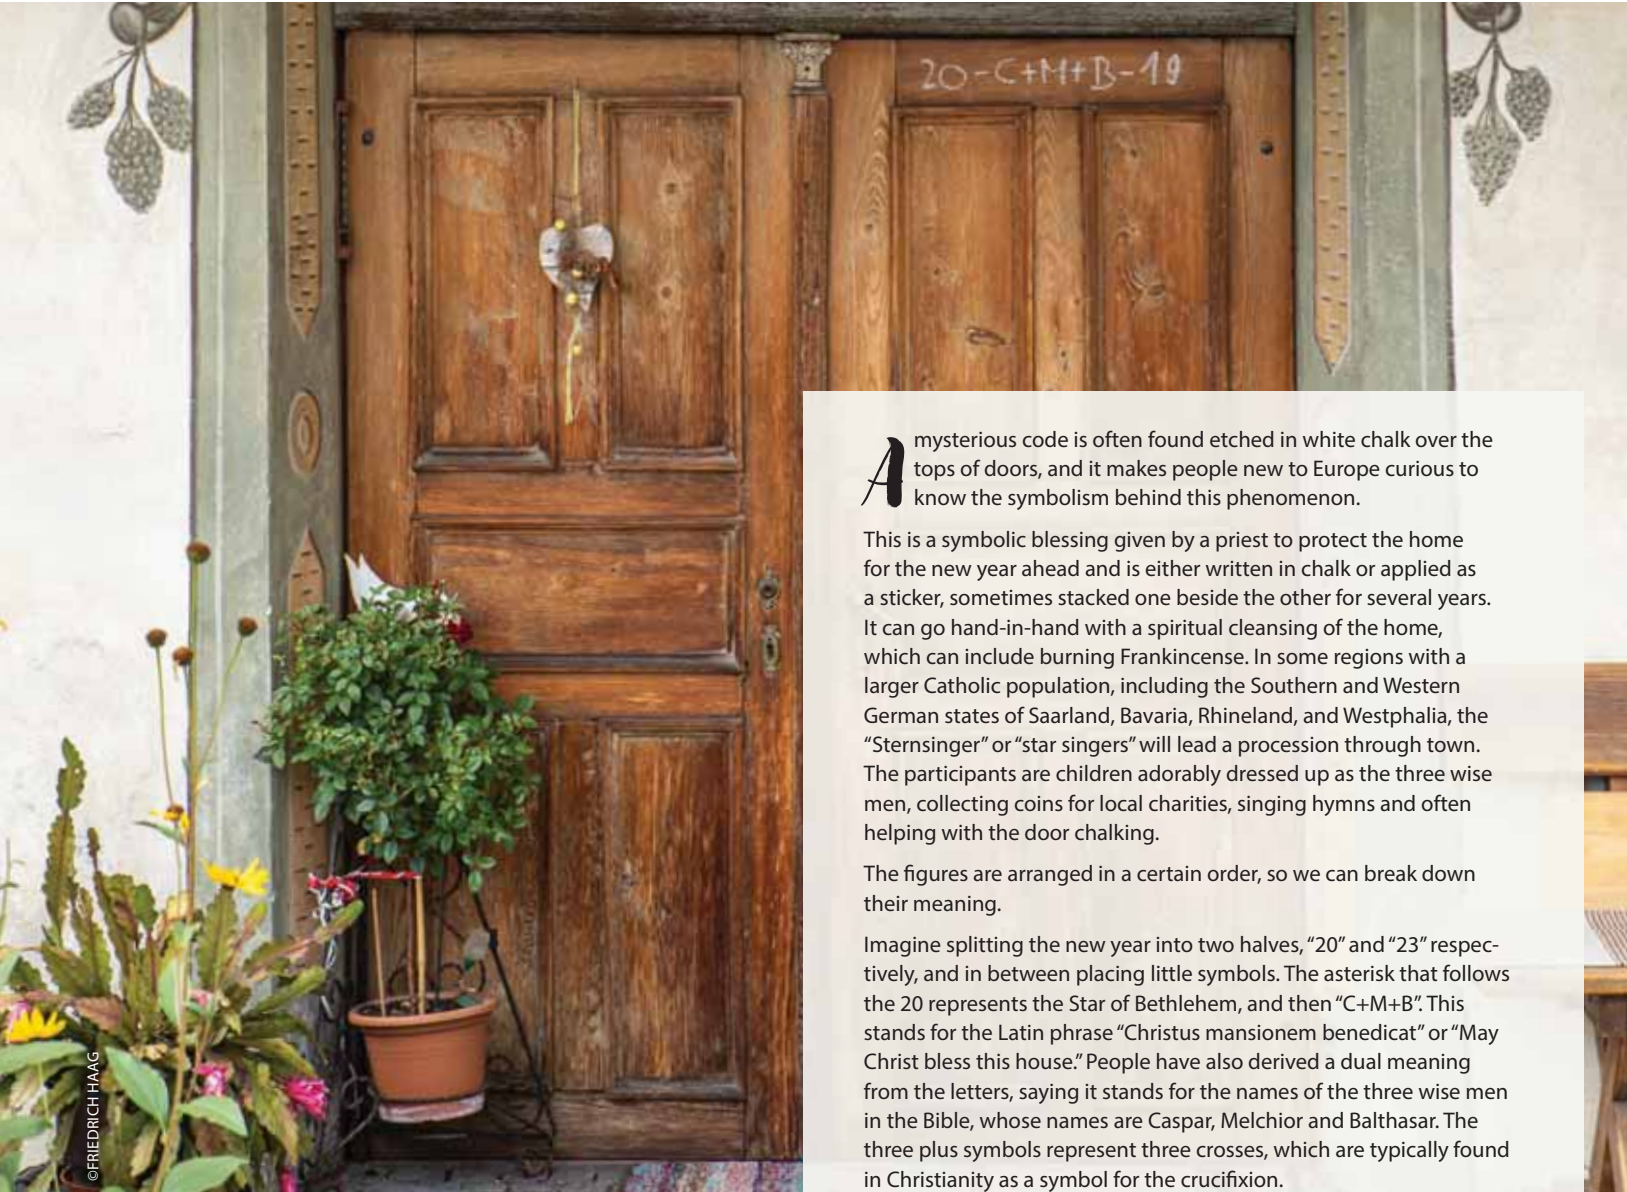 20-C+M+B-19
A mysterious code is often found etched in white chalk over the
tops of doors, and it makes people new to Europe curious to
know the symbolism behind this phenomenon.
This is a symbolic blessing given by a priest to protect the home
for the new year ahead and is either written in chalk or applied as
a sticker, sometimes stacked one beside the other for several years.
It can go hand-in-hand with a spiritual cleansing of the home,
which can include burning Frankincense. In some regions with a
larger Catholic population, including the Southern and Western
German states of Saarland, Bavaria, Rhineland, and Westphalia, the
“Sternsinger” or “star singers” will lead a procession through town.
The participants are children adorably dressed up as the three wise
men, collecting coins for local charities, singing hymns and often
helping with the door chalking.
The figures are arranged in a certain order, so we can break down
their meaning.
Imagine splitting the new year into two halves, “20” and “23” respec-
tively, and in between placing little symbols. The asterisk that follows
the 20 represents the Star of Bethlehem, and then “C+M+B”. This
stands for the Latin phrase “Christus mansionem benedicat” or “May
Christ bless this house.” People have also derived a dual meaning
from the letters, saying it stands for the names of the three wise men
in the Bible, whose names are Caspar, Melchior and Balthasar. The
three plus symbols represent three crosses, which are typically found
in Christianity as a symbol for the crucifixion.
©FRIEDRICH HAAG